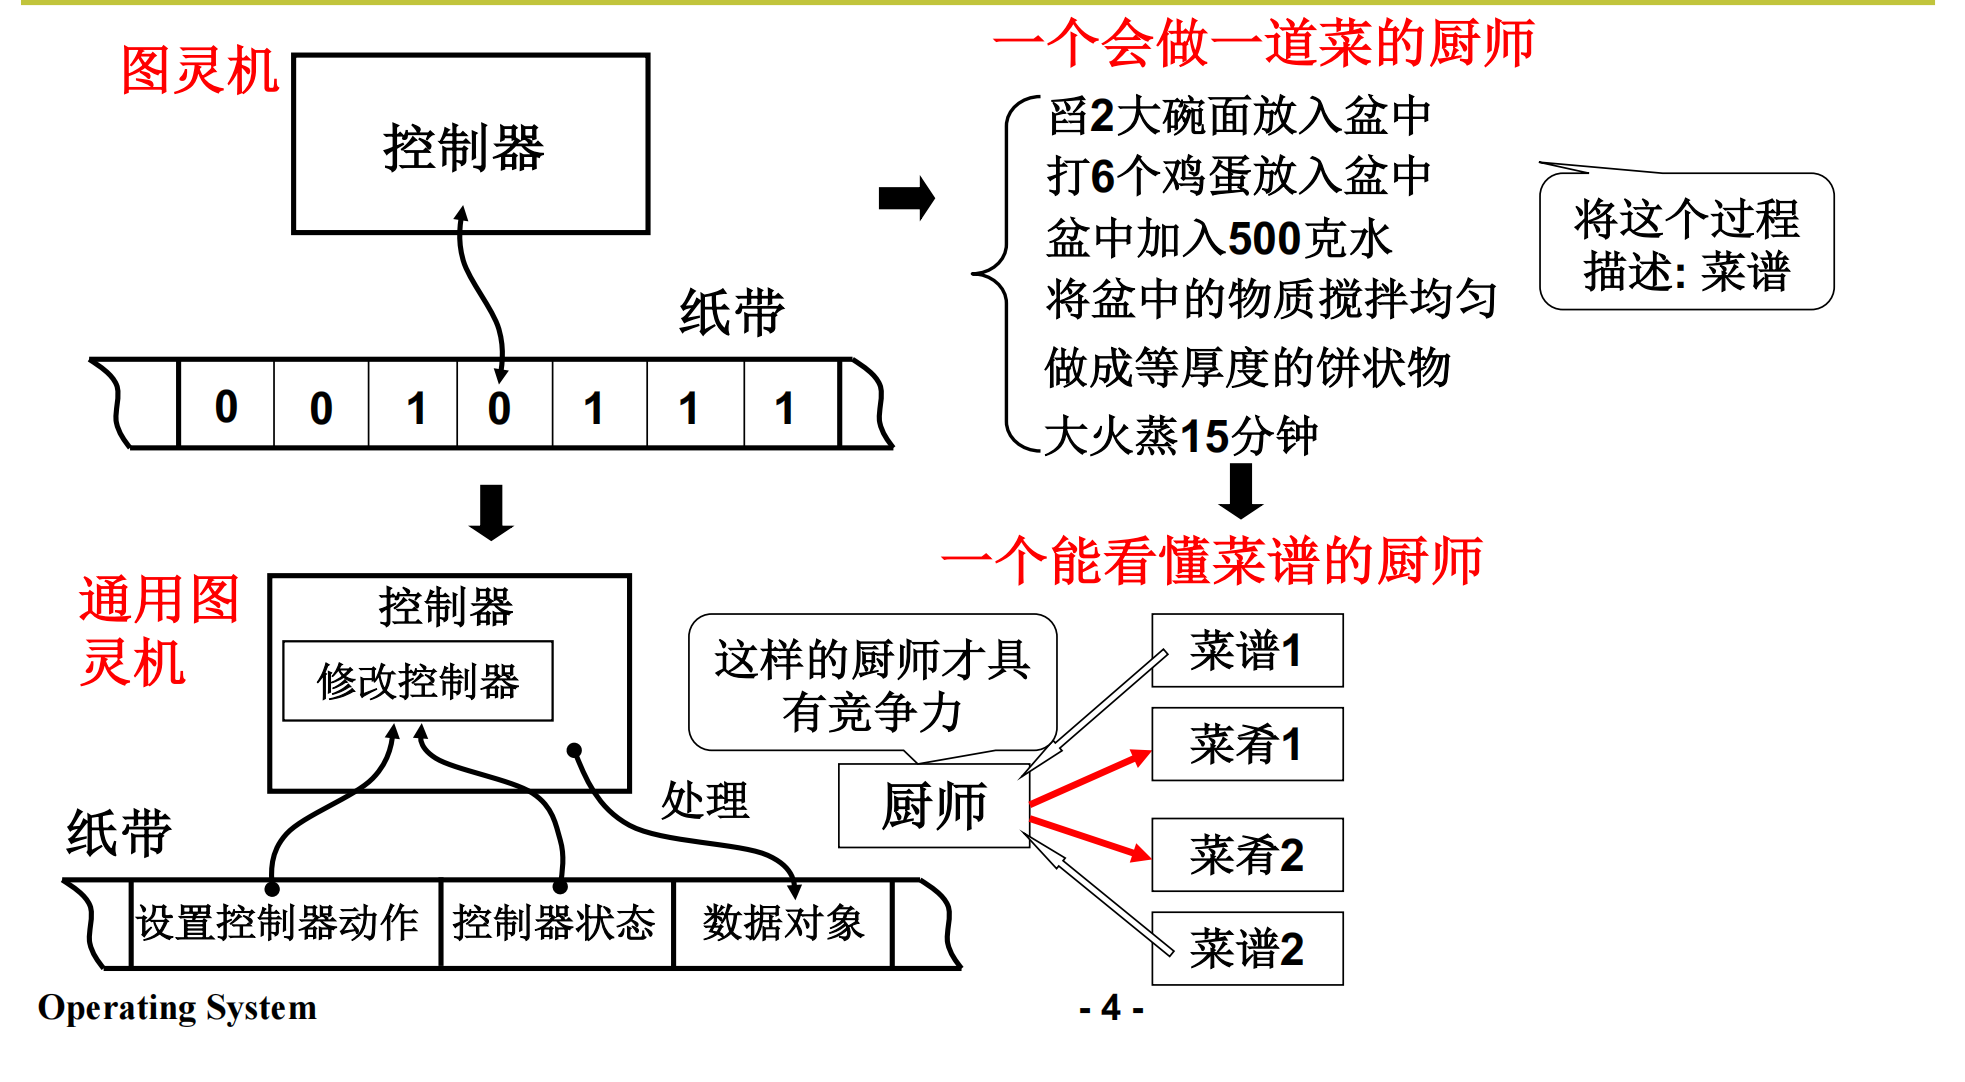 图灵机
控制器
纸带
0 0 1 0 1 1 1
一个会做一道菜的厨师
舀2大碗面放入盆中
打6个鸡蛋放入盆中
盆中加入500克水
将盆中的物质搅拌均匀
做成等厚度的饼状物
大火蒸15分钟
将这个过程
描述: 菜谱
通用图
灵机
控制器
修改控制器
处理
纸带
设置控制器动作
控制器状态
数据对象
一个能看懂菜谱的厨师
这样的厨师才具
有竞争力
厨师
菜谱1
菜肴1
菜肴2
菜谱2
Operating System
- 4 -